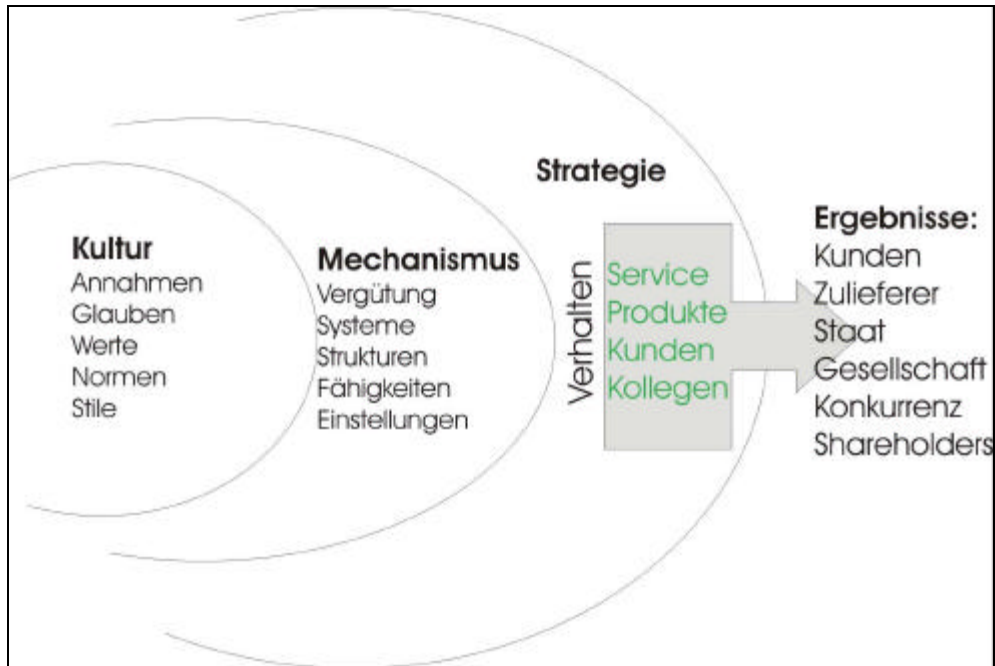 Kultur
Annahmen
Glauben
Werte
Normen
Stile
Mechanismus
Vergütung
Systeme
Strukturen
Fähigkeiten
Einstellungen
Strategie
Verhalten
Service
Produkte
Kunden
Kollegen
Ergebnisse:
Kunden
Zulieferer
Staat
Gesellschaft
Konkurrenz
Shareholders